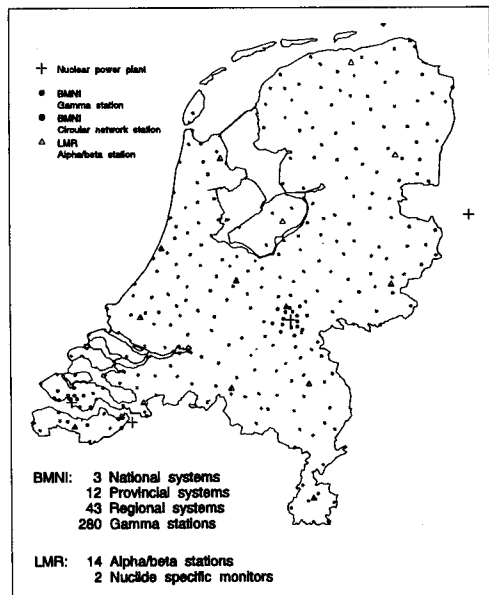 Nuclear power plant
BMNI
Gamma station
BMNI
Circular network station
LMR
Alpha/beta station
BMNI: 3 National systems
12 Provincial systems
43 Regional systems
280 Gamma stations
LMR: 14 Alpha/beta stations
2 Nuclide specific monitors